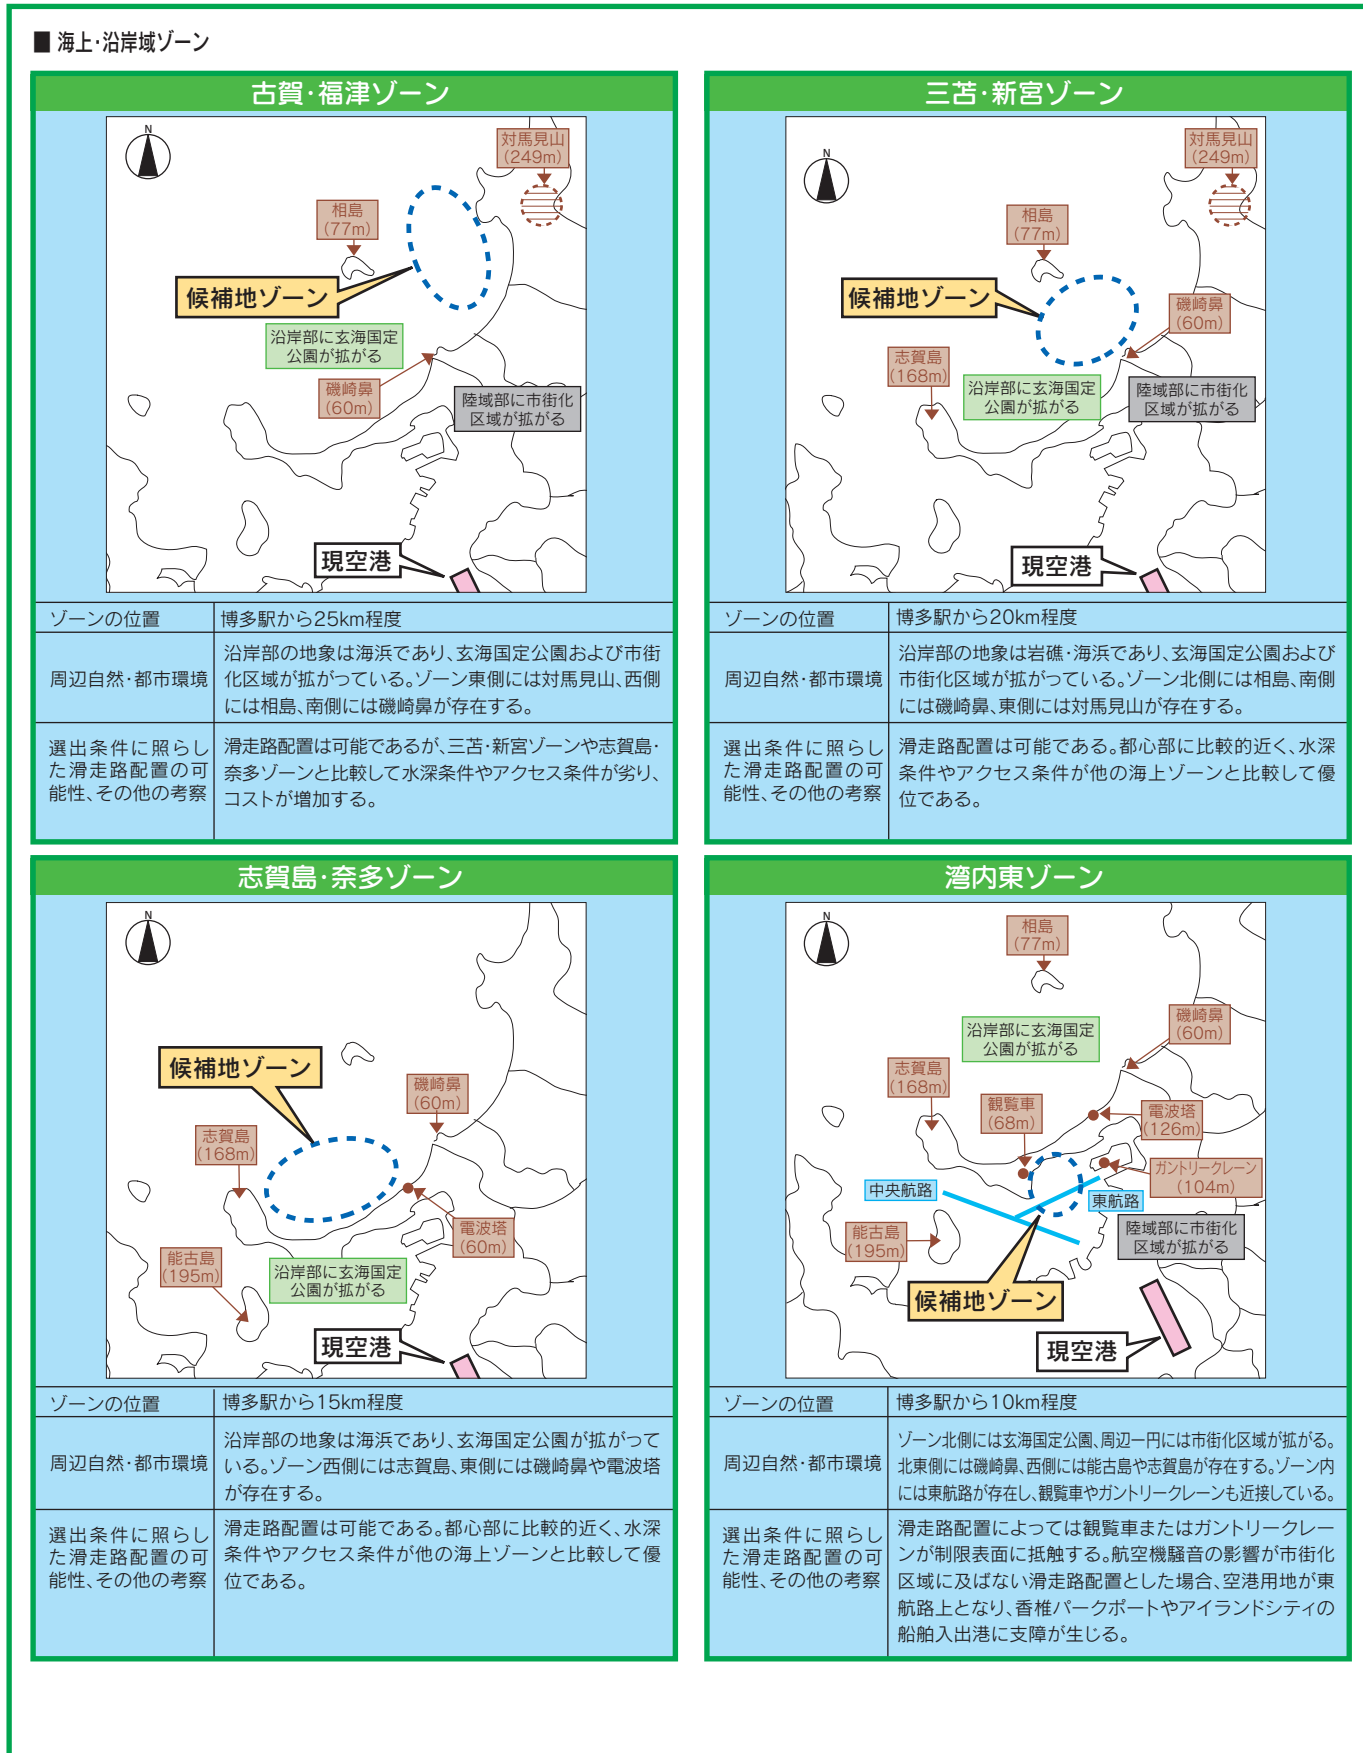 ■ 海上・沿岸域ゾーン
古賀・福津ゾーン
N
対馬見山
(249m)
相島
(77m)
候補地ゾーン
沿岸部に玄海国定
公園が拡がる
磯崎鼻
(60m)
陸域部に市街化
区域が拡がる
現空港
ゾーンの位置
博多駅から25km程度
周辺自然・都市環境
沿岸部の地象は海浜であり、玄海国定公園および市街
化区域が拡がっている。ゾーン東側には対馬見山、西側
には相島、南側には磯崎鼻が存在する。
選出条件に照らし
た滑走路配置の可
能性、その他の考察
滑走路配置は可能であるが、三苫・新宮ゾーンや志賀島・
奈多ゾーンと比較して水深条件やアクセス条件が劣り、
コストが増加する。
三苫・新宮ゾーン
N
対馬見山
(249m)
相島
(77m)
候補地ゾーン
磯崎鼻
(60m)
志賀島
(168m)
沿岸部に玄海国定
公園が拡がる
陸域部に市街化
区域が拡がる
現空港
ゾーンの位置
博多駅から20km程度
周辺自然・都市環境
沿岸部の地象は岩礁・海浜であり、玄海国定公園および
市街化区域が拡がっている。ゾーン北側には相島、南側
には磯崎鼻、東側には対馬見山が存在する。
選出条件に照らし
た滑走路配置の可
能性、その他の考察
滑走路配置は可能である。都心部に比較的近く、水深
条件やアクセス条件が他の海上ゾーンと比較して優
位である。
志賀島・奈多ゾーン
N
候補地ゾーン
磯崎鼻
(60m)
志賀島
(168m)
電波塔
(60m)
能古島
(195m)
沿岸部に玄海国定
公園が拡がる
現空港
ゾーンの位置
博多駅から15km程度
周辺自然・都市環境
沿岸部の地象は海浜であり、玄海国定公園が拡がって
いる。ゾーン西側には志賀島、東側には磯崎鼻や電波塔
が存在する。
選出条件に照らし
た滑走路配置の可
能性、その他の考察
滑走路配置は可能である。都心部に比較的近く、水深
条件やアクセス条件が他の海上ゾーンと比較して優
位である。
湾内東ゾーン
N
相島
(77m)
磯崎鼻
(60m)
沿岸部に玄海国定
公園が拡がる
志賀島
(168m)
観覧車
(68m)
電波塔
(126m)
ガントリークレーン
(104m)
中央航路
東航路
陸域部に市街化
区域が拡がる
能古島
(195m)
候補地ゾーン
現空港
ゾーンの位置
博多駅から10km程度
周辺自然・都市環境
ゾーン北側には玄海国定公園、周辺一円には市街化区域が拡がる。
北東側には磯崎鼻、西側には能古島や志賀島が存在する。ゾーン内
には東航路が存在し、観覧車やガントリークレーンも近接している。
選出条件に照らし
た滑走路配置の可
能性、その他の考察
滑走路配置によっては観覧車またはガントリークレー
ンが制限表面に抵触する。航空機騒音の影響が市街化
区域に及ばない滑走路配置とした場合、空港用地が東
航路上となり、香椎パークポートやアイランドシティの
船舶入出港に支障が生じる。